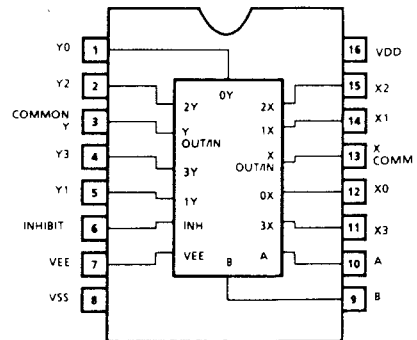 Y0 1
Y2 2
COMMON Y 3
Y3 4
Y1 5
INHIBIT 6
VEE 7
VSS 8
0Y
2Y
Y OUT/IN
3Y
1Y
INH
VEE
B
2X
1X
X OUT/IN
0X
3X
A
16 VDD
15 X2
14 X1
13 X COMM
12 X0
11 X3
10 A
9 B